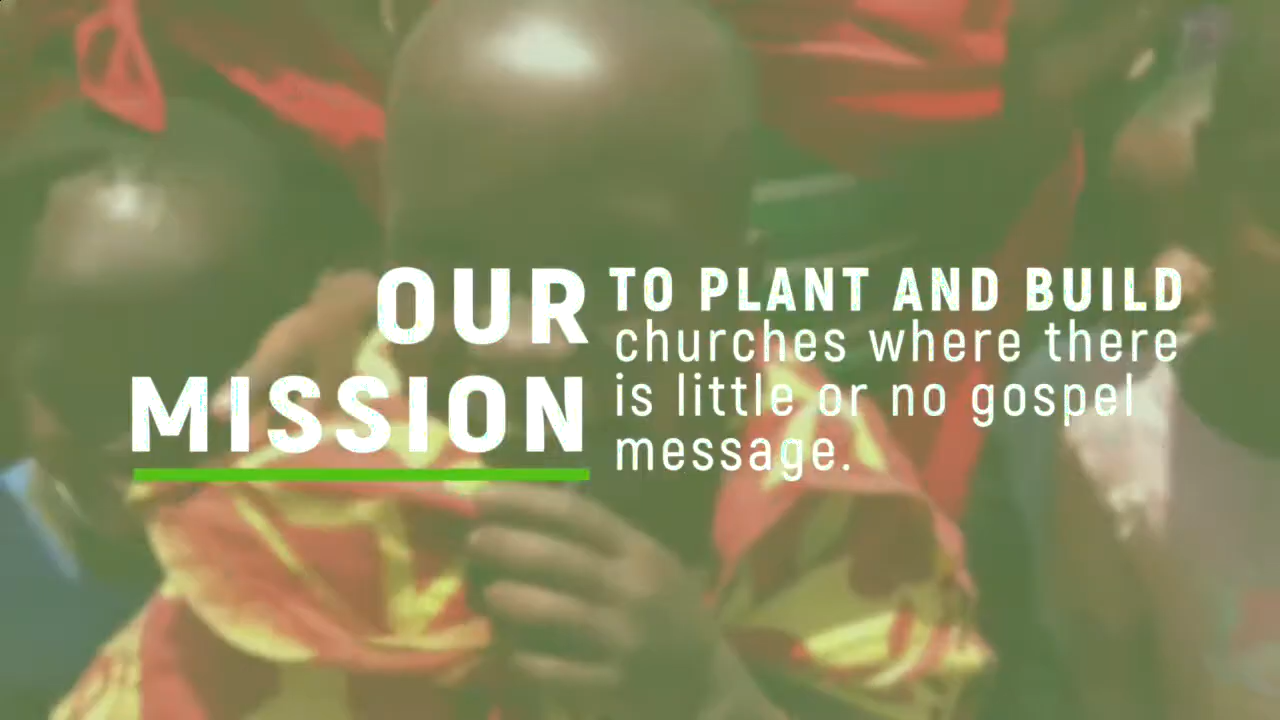 OUR
MISSION
TO PLANT AND BUILD
churches where there
is little or no gospel
message.